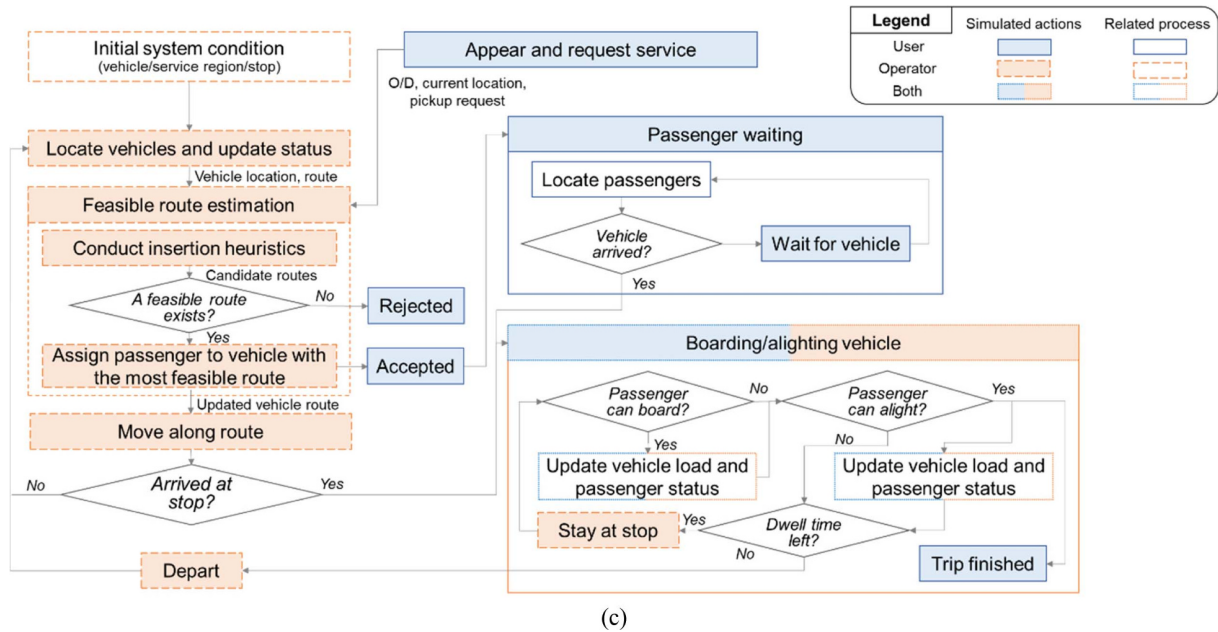 Initial system condition
(vehicle/service region/stop)
Appear and request service
O/D, current location,
pickup request
Legend
Simulated actions
Related process
User
Operator
Both
Locate vehicles and update status
Vehicle location, route
Feasible route estimation
Conduct insertion heuristics
Candidate routes
A feasible route
exists?
No
Rejected
Yes
Assign passenger to vehicle with
the most feasible route
Accepted
Updated vehicle route
Move along route
No
Arrived at
stop?
Yes
Depart
Passenger waiting
Locate passengers
Vehicle
arrived?
Wait for vehicle
Yes
Boarding/alighting vehicle
Passenger
can board?
No
Passenger
can alight?
Yes
Yes
No
Update vehicle load and
passenger status
Update vehicle load and
passenger status
Stay at stop
Yes
Dwell time
left?
No
Trip finished
(c)